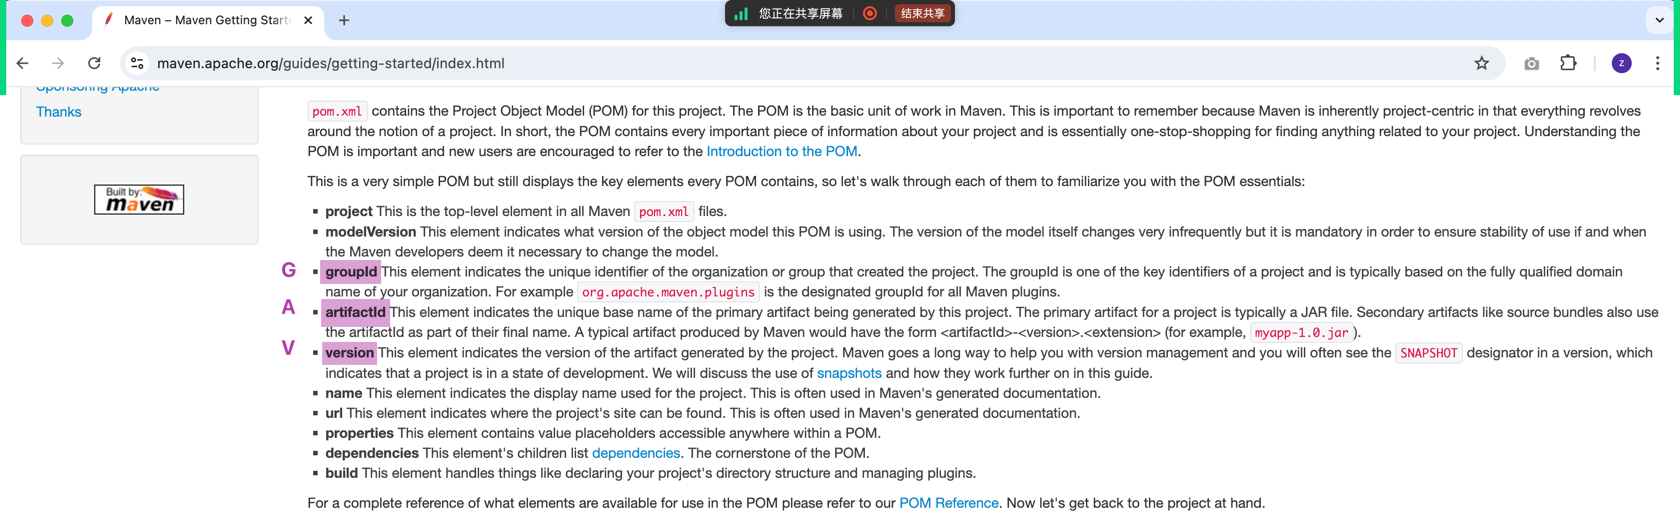 Maven – Maven Getting Start
您正在共享屏幕
结束共享
maven.apache.org/guides/getting-started/index.html
z
Sponsoring Apache
Thanks
Built by:
maven
pom.xml contains the Project Object Model (POM) for this project. The POM is the basic unit of work in Maven. This is important to remember because Maven is inherently project-centric in that everything revolves
around the notion of a project. In short, the POM contains every important piece of information about your project and is essentially one-stop-shopping for finding anything related to your project. Understanding the
POM is important and new users are encouraged to refer to the Introduction to the POM.
This is a very simple POM but still displays the key elements every POM contains, so let's walk through each of them to familiarize you with the POM essentials:
▪ project This is the top-level element in all Maven pom.xml files.
▪ modelVersion This element indicates what version of the object model this POM is using. The version of the model itself changes very infrequently but it is mandatory in order to ensure stability of use if and when
the Maven developers deem it necessary to change the model.
G ▪ groupId This element indicates the unique identifier of the organization or group that created the project. The groupId is one of the key identifiers of a project and is typically based on the fully qualified domain
name of your organization. For example org.apache.maven.plugins is the designated groupId for all Maven plugins.
A ▪ artifactId This element indicates the unique base name of the primary artifact being generated by this project. The primary artifact for a project is typically a JAR file. Secondary artifacts like source bundles also use
the artifactId as part of their final name. A typical artifact produced by Maven would have the form <artifactId>-<version>.<extension> (for example, myapp-1.0.jar).
V ▪ version This element indicates the version of the artifact generated by the project. Maven goes a long way to help you with version management and you will often see the SNAPSHOT designator in a version, which
indicates that a project is in a state of development. We will discuss the use of snapshots and how they work further on in this guide.
▪ name This element indicates the display name used for the project. This is often used in Maven's generated documentation.
▪ url This element indicates where the project's site can be found. This is often used in Maven's generated documentation.
▪ properties This element contains value placeholders accessible anywhere within a POM.
▪ dependencies This element's children list dependencies. The cornerstone of the POM.
▪ build This element handles things like declaring your project's directory structure and managing plugins.
For a complete reference of what elements are available for use in the POM please refer to our POM Reference. Now let's get back to the project at hand.